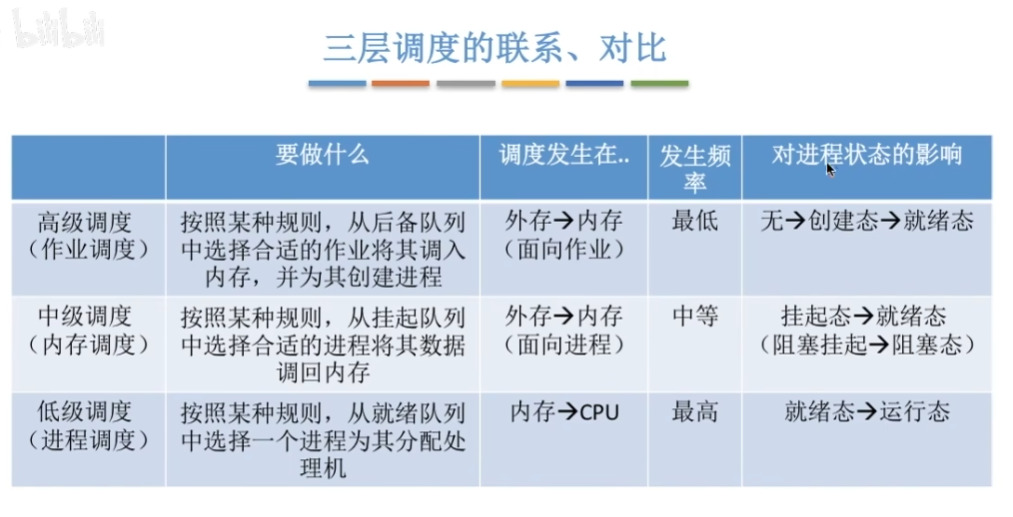 bilibili
三层调度的联系、对比
要做什么
调度发生在..
发生频
率
对进程状态的影响
高级调度
（作业调度）
按照某种规则，从后备队列
中选择合适的作业将其调入
内存，并为其创建进程
外存→内存
（面向作业）
最低
无→创建态→就绪态
中级调度
（内存调度）
按照某种规则，从挂起队列
中选择合适的进程将其数据
调回内存
外存→内存
（面向进程）
中等
挂起态→就绪态
（阻塞挂起→阻塞态）
低级调度
（进程调度）
按照某种规则，从就绪队列
中选择一个进程为其分配处
理机
内存→CPU
最高
就绪态→运行态